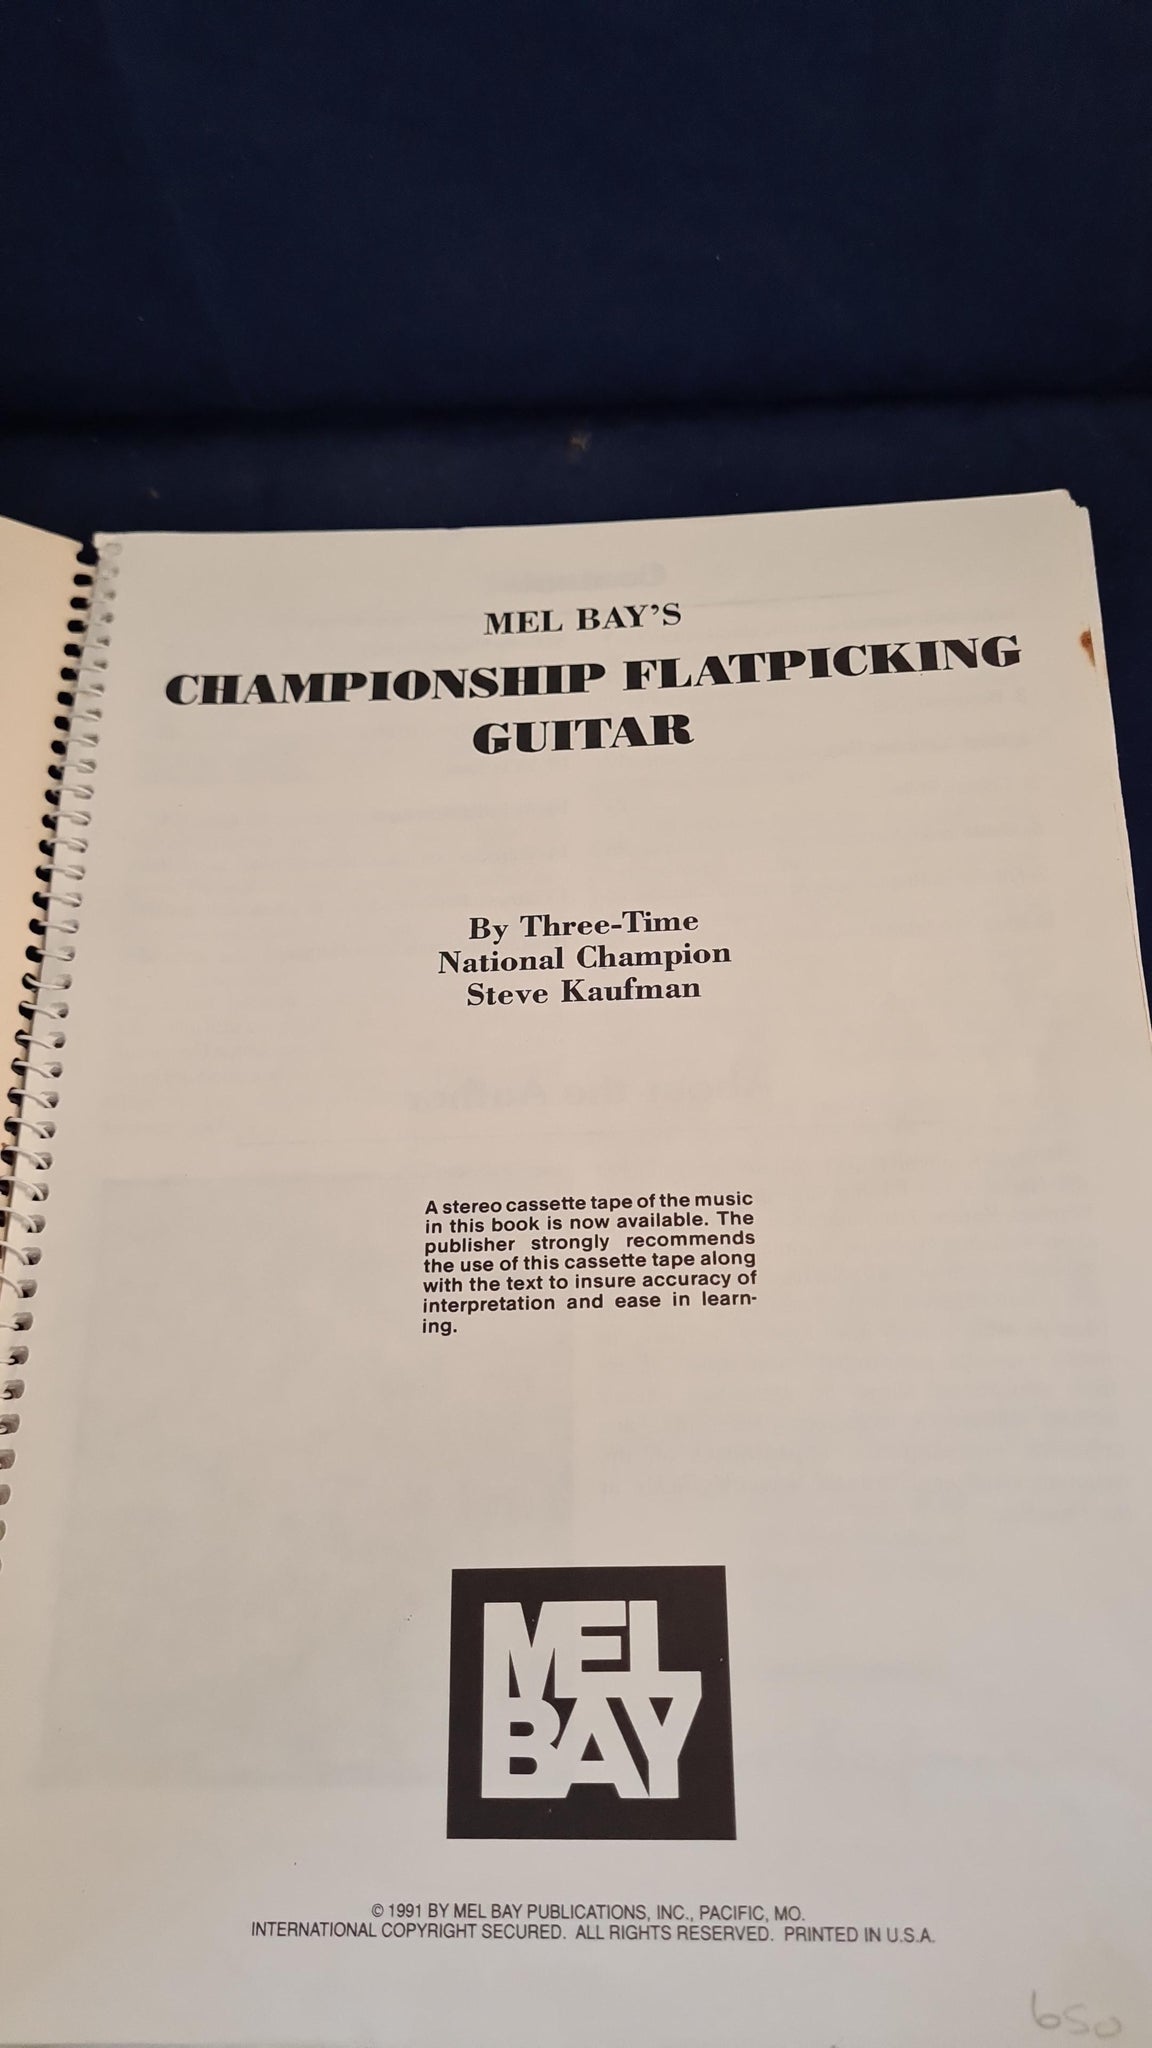 MEL BAY'S
CHAMPIONSHIP FLATPICKING
GUITAR
By Three-Time
National Champion
Steve Kaufman
A stereo cassette tape of the music
in this book is now available. The
publisher strongly recommends
the use of this cassette tape along
with the text to insure accuracy of
interpretation and ease in learn-
ing.
MEL
BAY
© 1991 BY MEL BAY PUBLICATIONS, INC., PACIFIC, MO.
INTERNATIONAL COPYRIGHT SECURED. ALL RIGHTS RESERVED. PRINTED IN U.S.A.
650